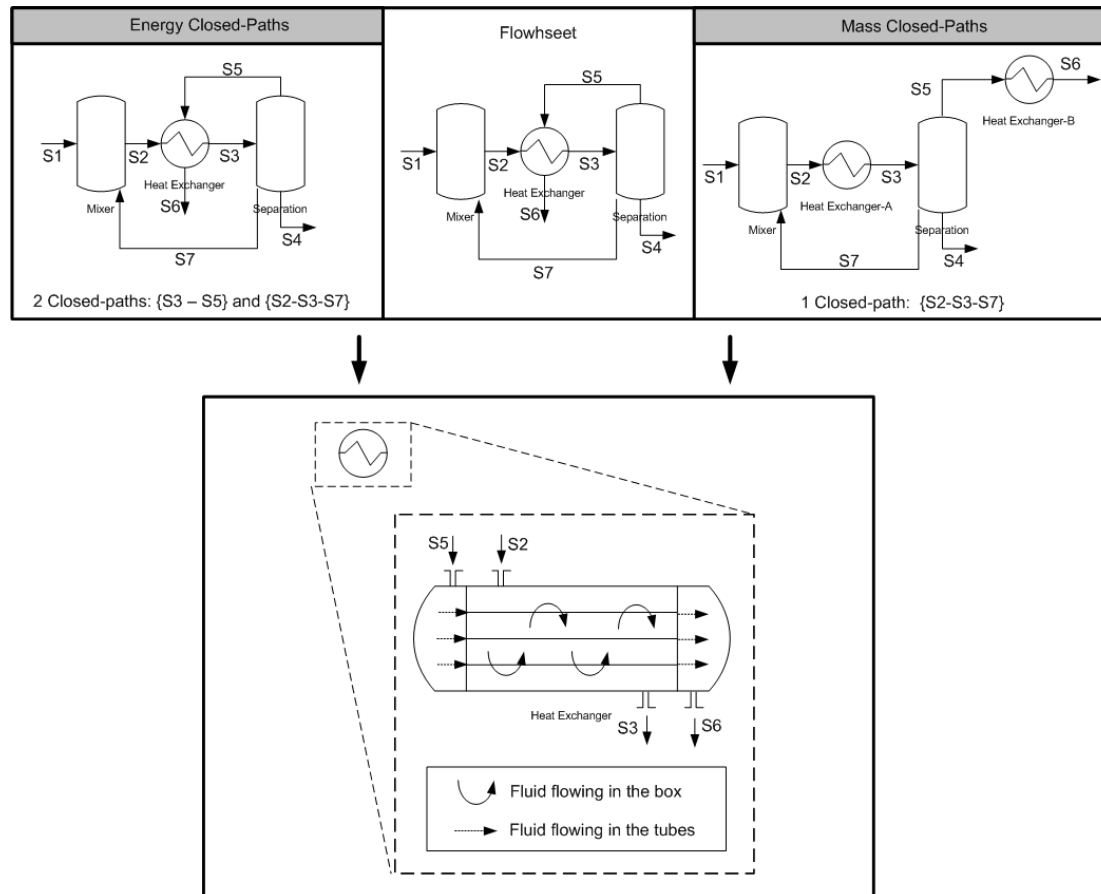 Energy Closed-Paths
S5
S1
S2
S3
Heat Exchanger
S6
Mixer
Separation
S4
S7
2 Closed-paths: {S3 – S5} and {S2-S3-S7}
Flowhseet
S5
S1
S2
S3
Heat Exchanger
S6
Mixer
Separation
S4
S7
Mass Closed-Paths
S6
S5
Heat Exchanger-B
S1
S2
S3
Heat Exchanger-A
Mixer
Separation
S7
S4
1 Closed-path: {S2-S3-S7}
S5
S2
Heat Exchanger
S3
S6
Fluid flowing in the box
Fluid flowing in the tubes